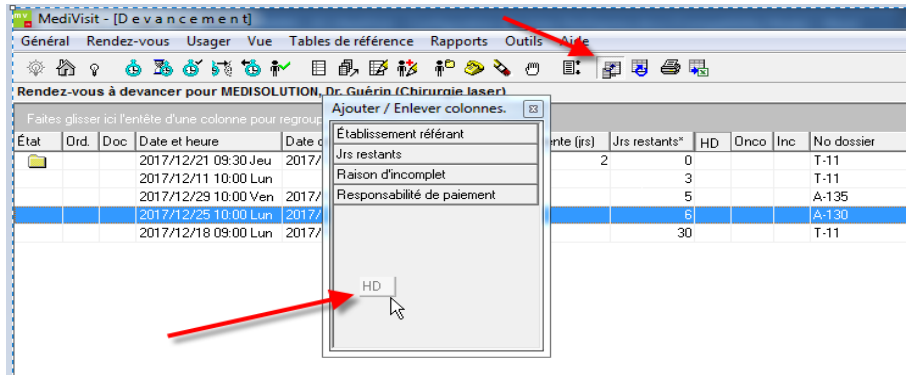 mv MediVisit - [D e v a n c e m e n t]
Général Rendez-vous Usager Vue Tables de référence Rapports Outils Aide
Rendez-vous à devancer pour MEDISOLUTION, Dr. Guérin (Chirurgie laser)
Faites glisser ici l'entête d'une colonne pour regroup
Ajouter / Enlever colonnes.
État Ord. Doc Date et heure Date d ente (jrs) Jrs restants* HD Onco Inc No dossier
2017/12/21 09:30 Jeu 2017/ 2 0 T-11
2017/12/11 10:00 Lun 3 T-11
2017/12/29 10:00 Ven 2017/ 5 A-135
2017/12/25 10:00 Lun 2017/ 6 A-130
2017/12/18 09:00 Lun 2017/ 30 T-11
Établissement référant
Jrs restants
Raison d'incomplet
Responsabilité de paiement
HD